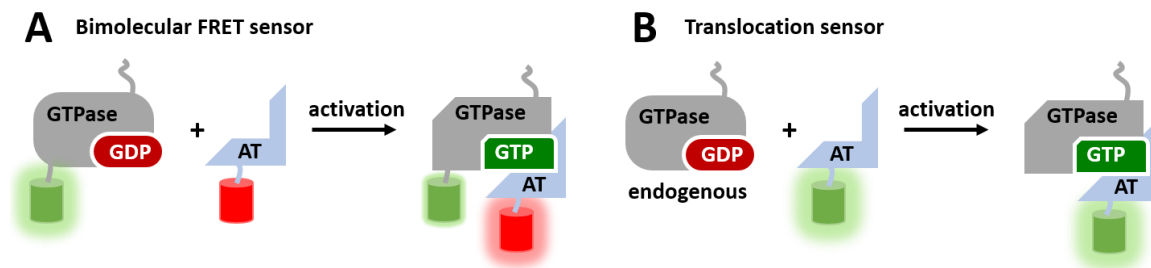 A Bimolecular FRET sensor
GTPase
GDP
+
AT
activation
GTPase
GTP
AT
B Translocation sensor
GTPase
GDP
endogenous
+
AT
activation
GTPase
GTP
AT